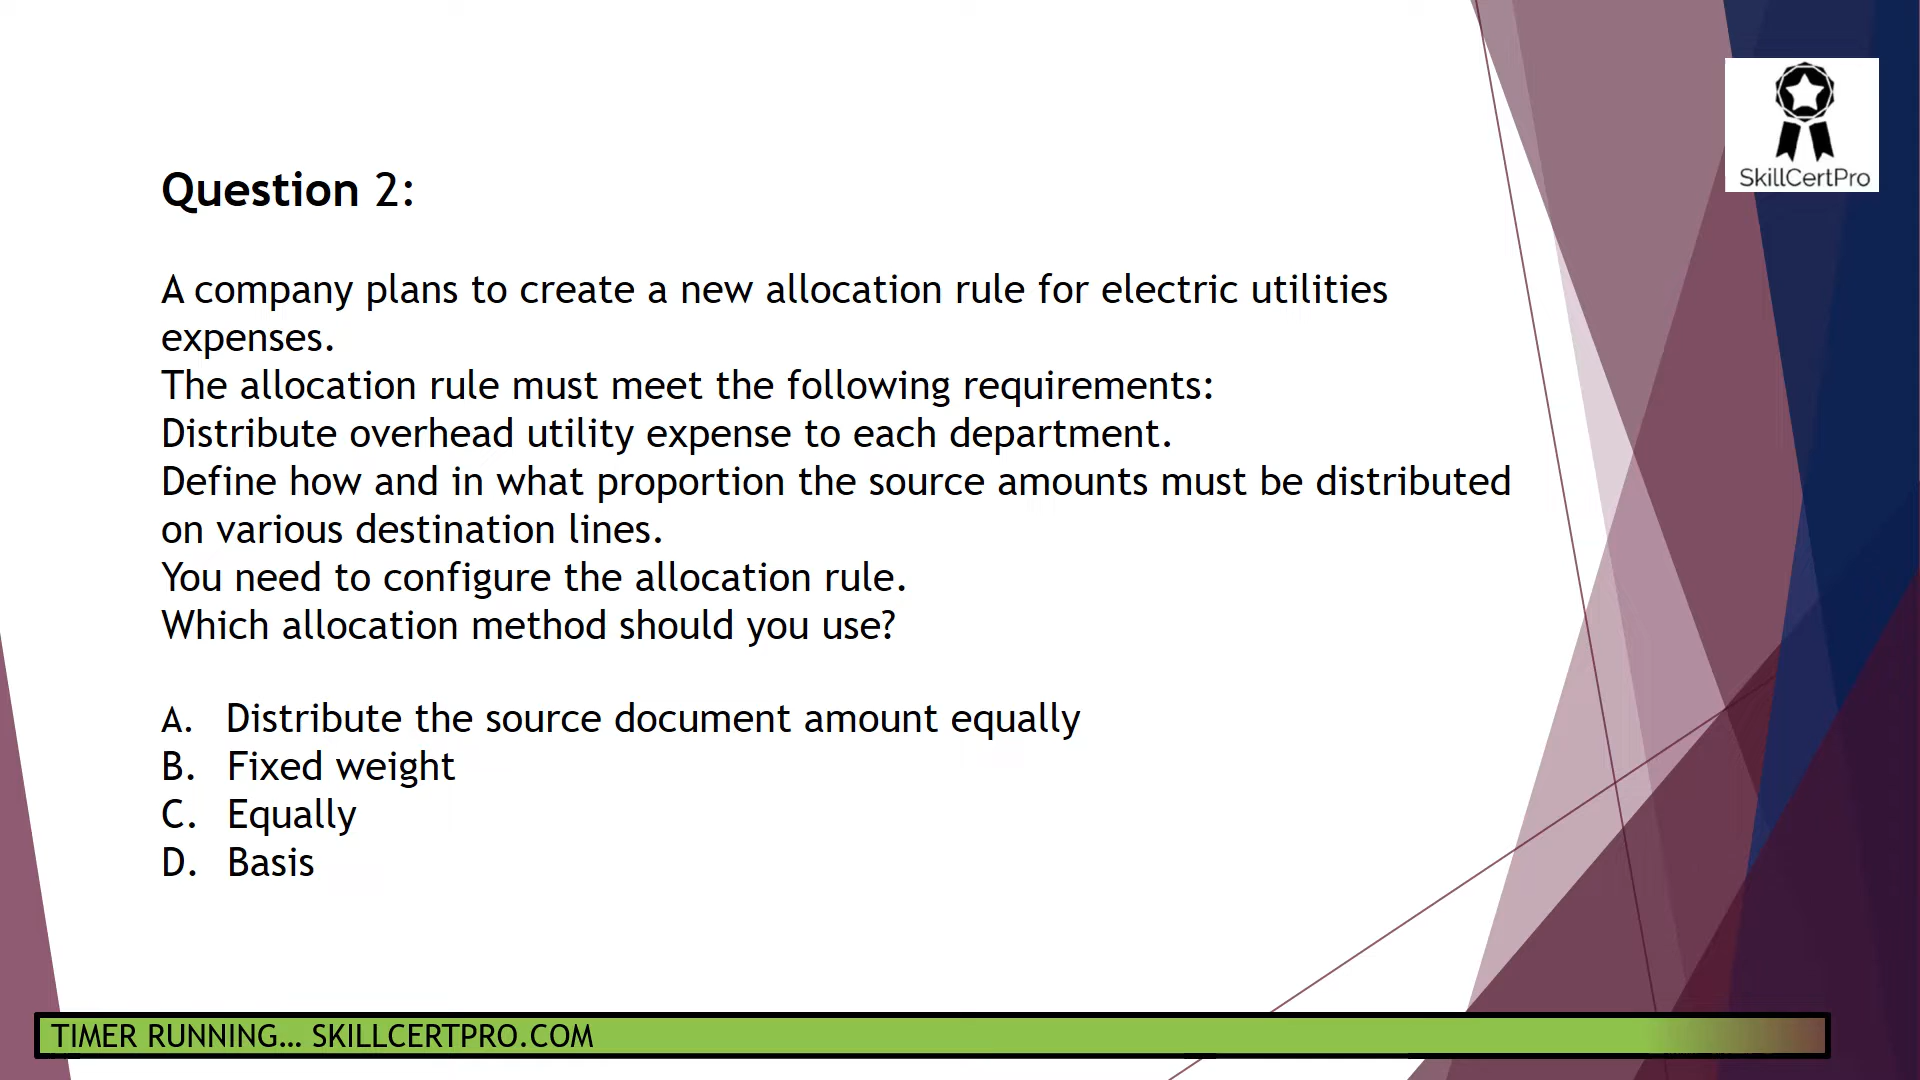 SkillCertPro
Question 2:
A company plans to create a new allocation rule for electric utilities
expenses.
The allocation rule must meet the following requirements:
Distribute overhead utility expense to each department.
Define how and in what proportion the source amounts must be distributed
on various destination lines.
You need to configure the allocation rule.
Which allocation method should you use?
A. Distribute the source document amount equally
B. Fixed weight
C. Equally
D. Basis
TIMER RUNNING... SKILLCERTPRO.COM